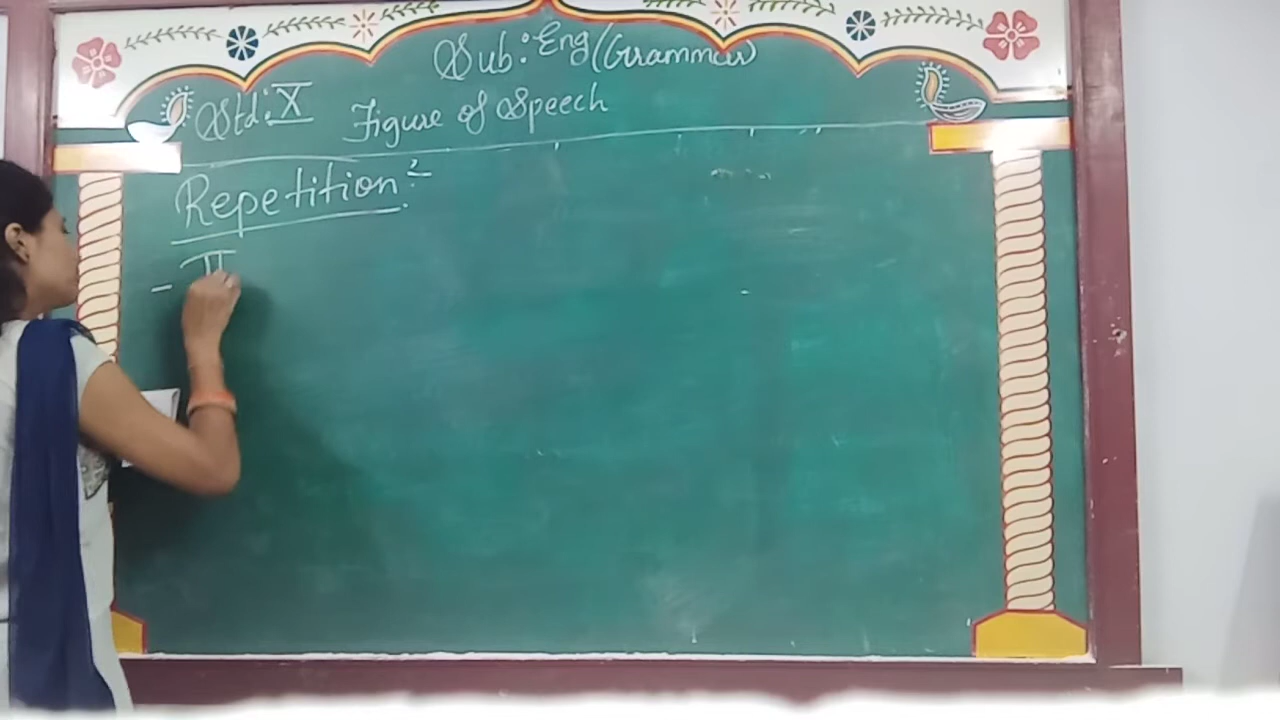 Sub: Eng (Grammar)
Std: X Figure of Speech
Repetition:-
-